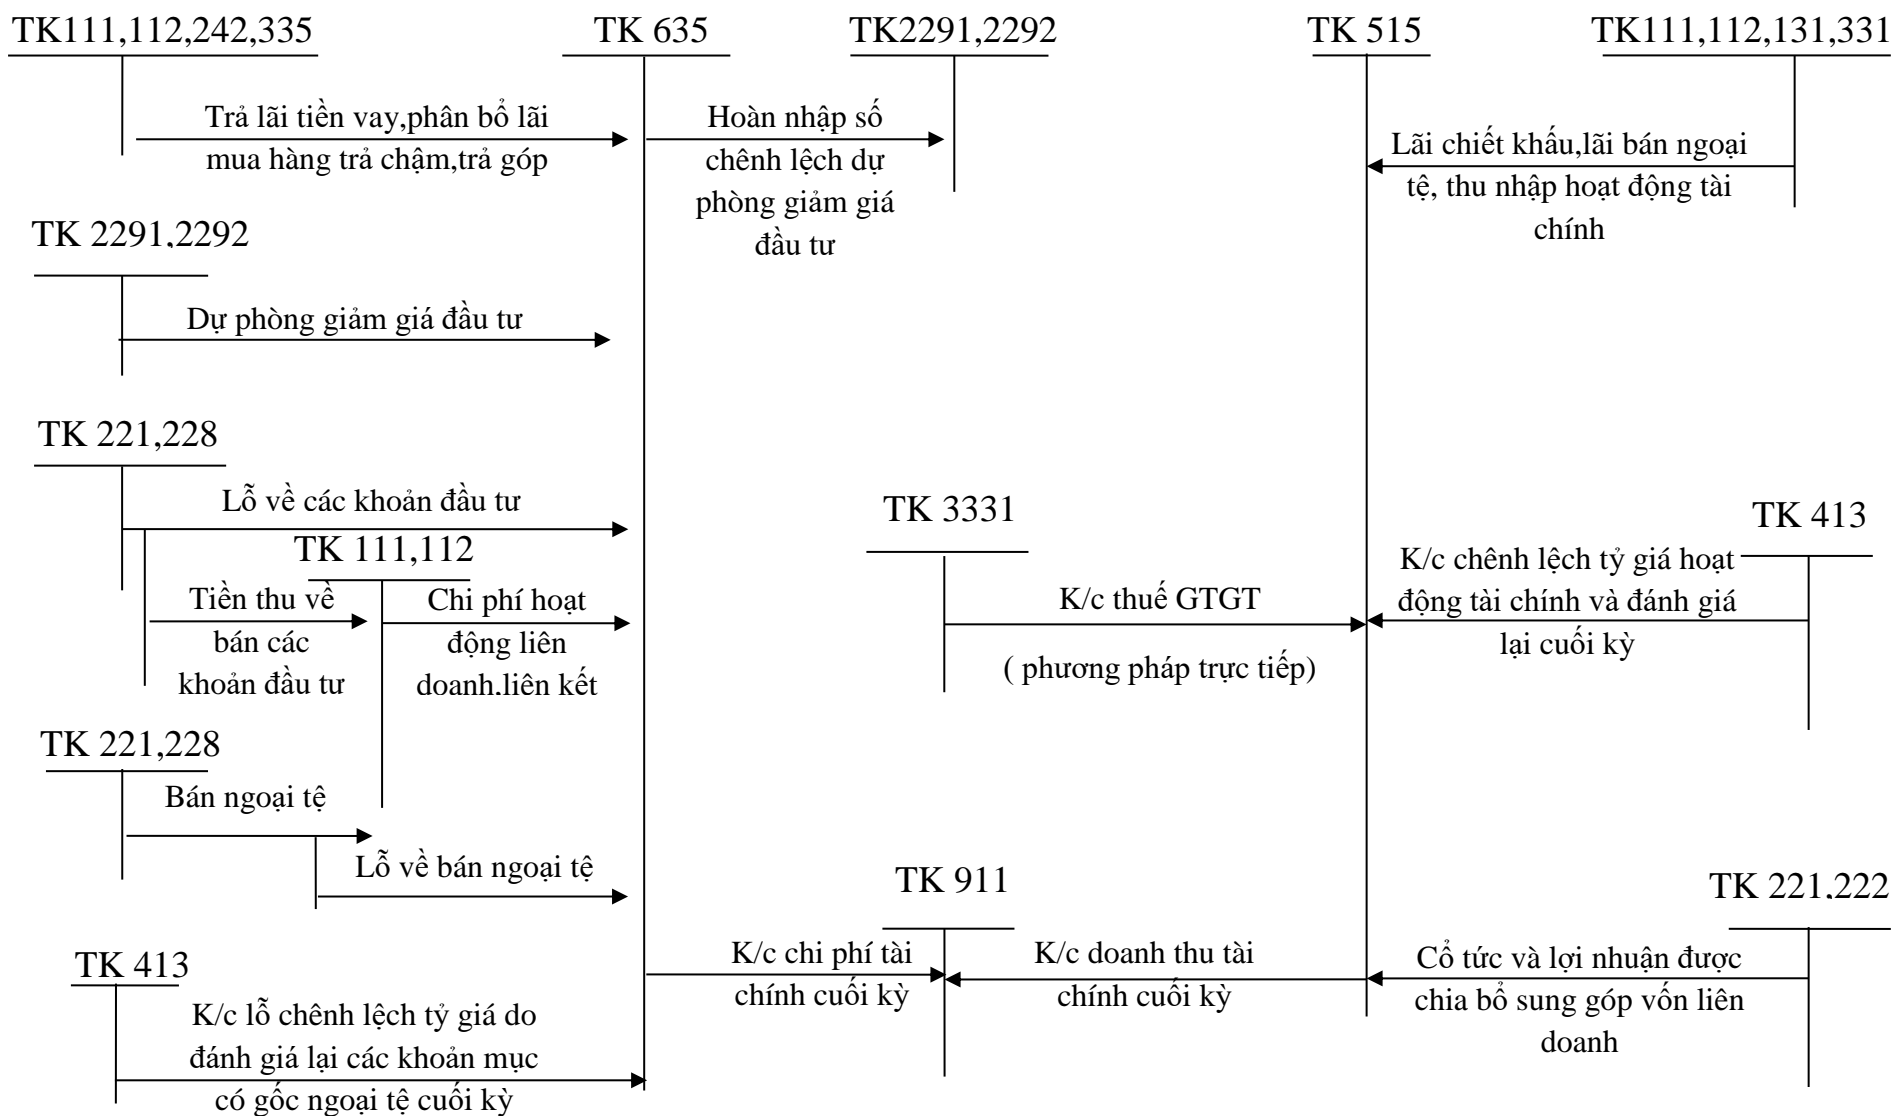 TK111,112,242,335
TK 635
TK2291,2292
TK 515
TK111,112,131,331
Trả lãi tiền vay,phân bổ lãi
mua hàng trả chậm,trả góp
Hoàn nhập số
chênh lệch dự
phòng giảm giá
đầu tư
Lãi chiết khấu,lãi bán ngoại
tệ, thu nhập hoạt động tài
chính
TK 2291,2292
Dự phòng giảm giá đầu tư
TK 221,228
Lỗ về các khoản đầu tư
TK 111,112
Tiền thu về
bán các
khoản đầu tư
Chi phí hoạt
động liên
doanh,liên kết
TK 3331
K/c thuế GTGT
( phương pháp trực tiếp)
TK 413
K/c chênh lệch tỷ giá hoạt
động tài chính và đánh giá
lại cuối kỳ
TK 221,228
Bán ngoại tệ
Lỗ về bán ngoại tệ
TK 911
TK 221,222
K/c chi phí tài
chính cuối kỳ
K/c doanh thu tài
chính cuối kỳ
Cổ tức và lợi nhuận được
chia bổ sung góp vốn liên
doanh
TK 413
K/c lỗ chênh lệch tỷ giá do
đánh giá lại các khoản mục
có gốc ngoại tệ cuối kỳ